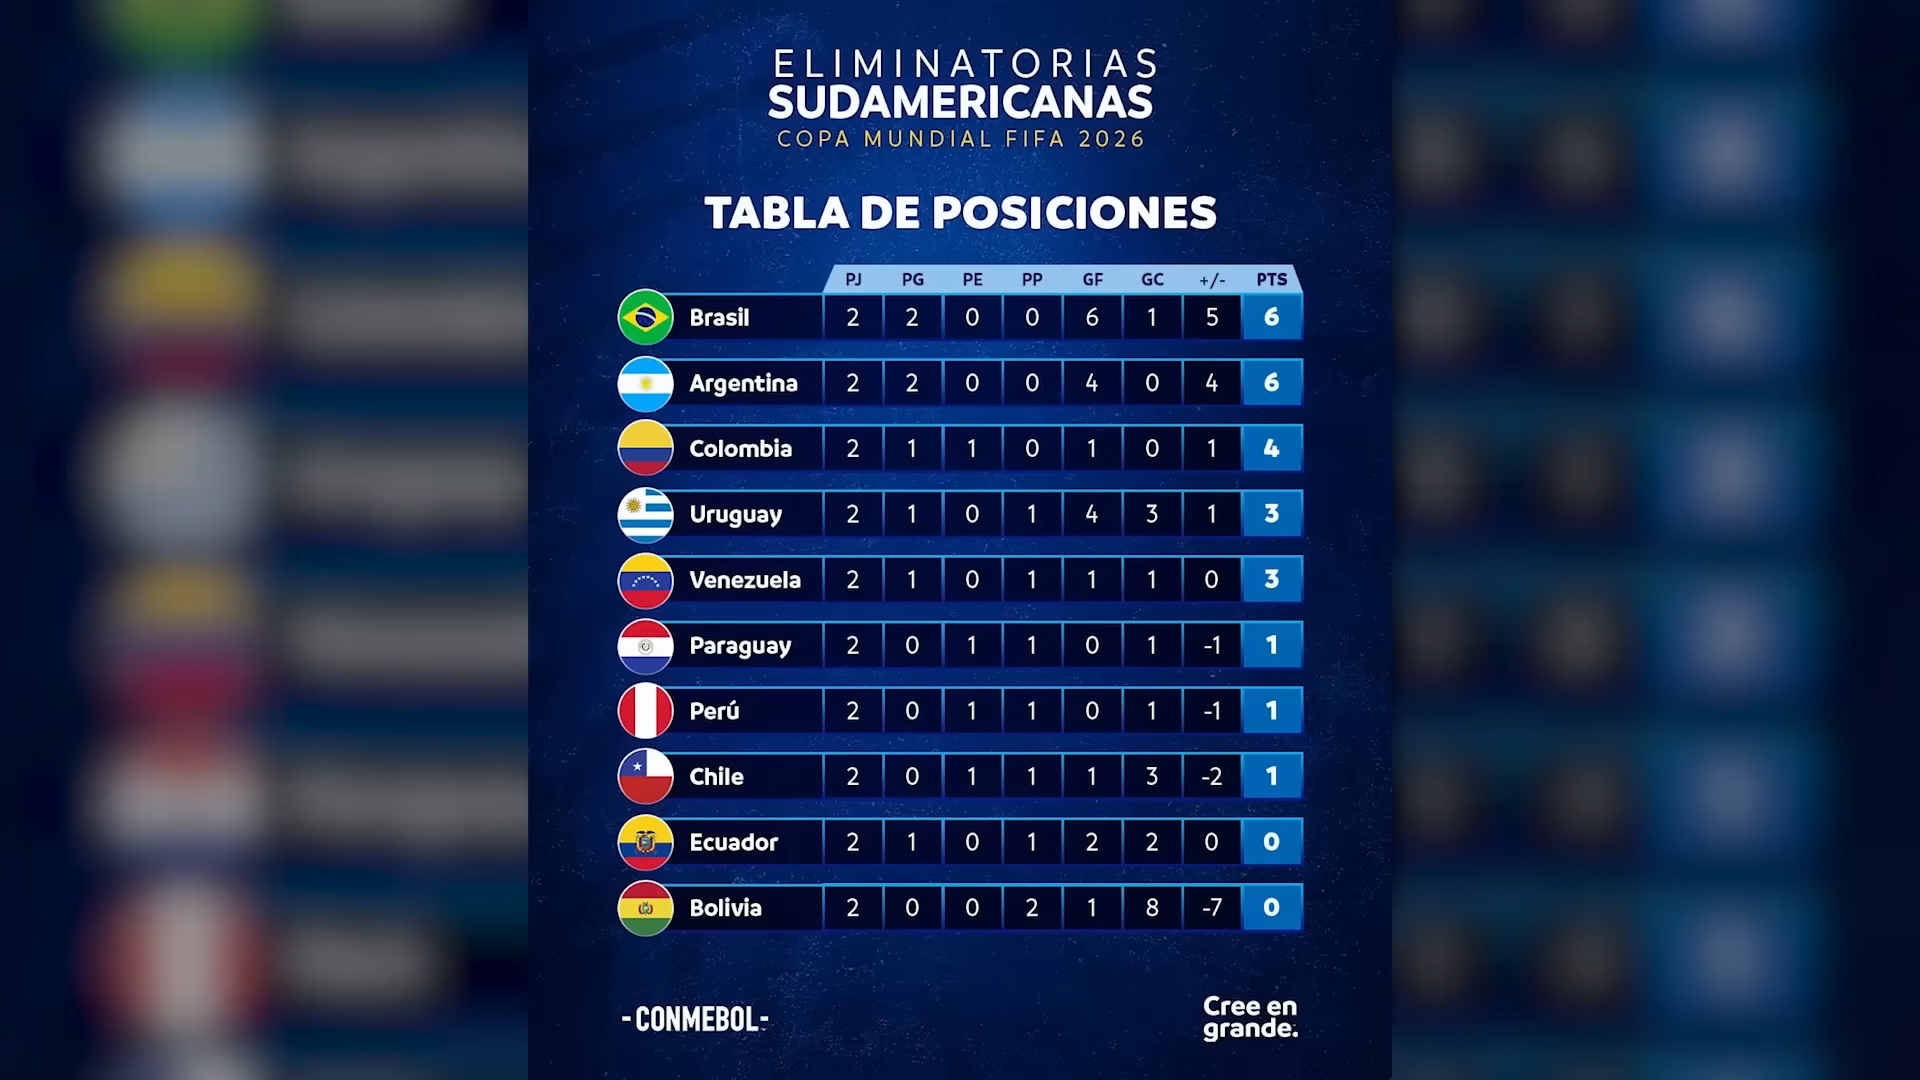 ELIMINATORIAS
SUDAMERICANAS
COPA MUNDIAL FIFA 2026
TABLA DE POSICIONES
PJ PG PE PP GF GC +/- PTS
Brasil 2 2 0 0 6 1 5 6
Argentina 2 2 0 0 4 0 4 6
Colombia 2 1 1 0 1 0 1 4
Uruguay 2 1 0 1 4 3 1 3
Venezuela 2 1 0 1 1 1 0 3
Paraguay 2 0 1 1 0 1 -1 1
Perú 2 0 1 1 0 1 -1 1
Chile 2 0 1 1 1 3 -2 1
Ecuador 2 1 0 1 2 2 0 0
Bolivia 2 0 0 2 1 8 -7 0
-CONMEBOL-
Cree en
grande.